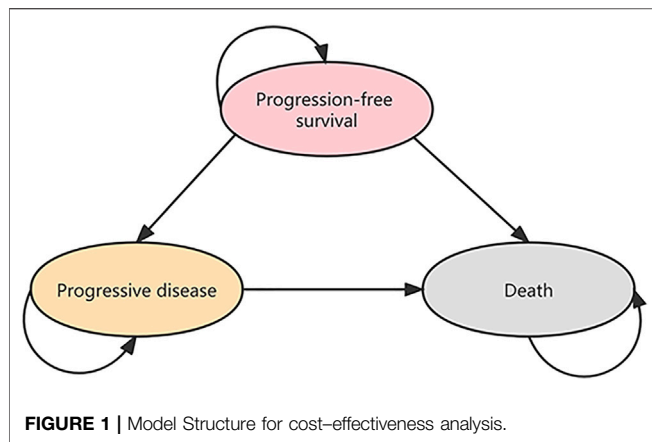 Progression-free
survival
Progressive disease
Death
FIGURE 1 | Model Structure for cost–effectiveness analysis.